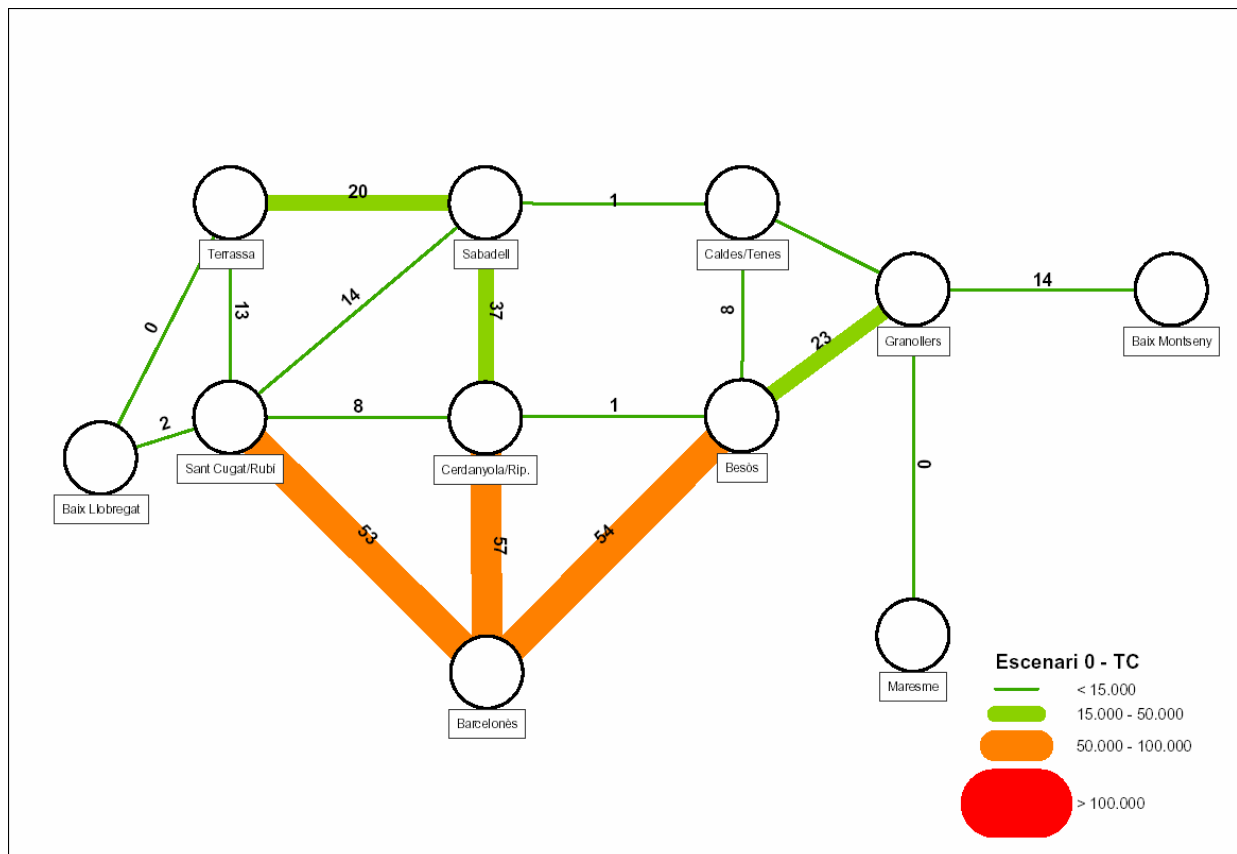 20
Terrassa
Sabadell
1
Caldes/Tenes
0
13
14
37
8
23
Granollers
14
Baix Montseny
2
8
1
Baix Llobregat
Sant Cugat/Rubí
Cerdanyola/Rip.
Besòs
0
53
57
54
Barcelonès
Maresme
Escenari 0 - TC
< 15.000
15.000 - 50.000
50.000 - 100.000
> 100.000